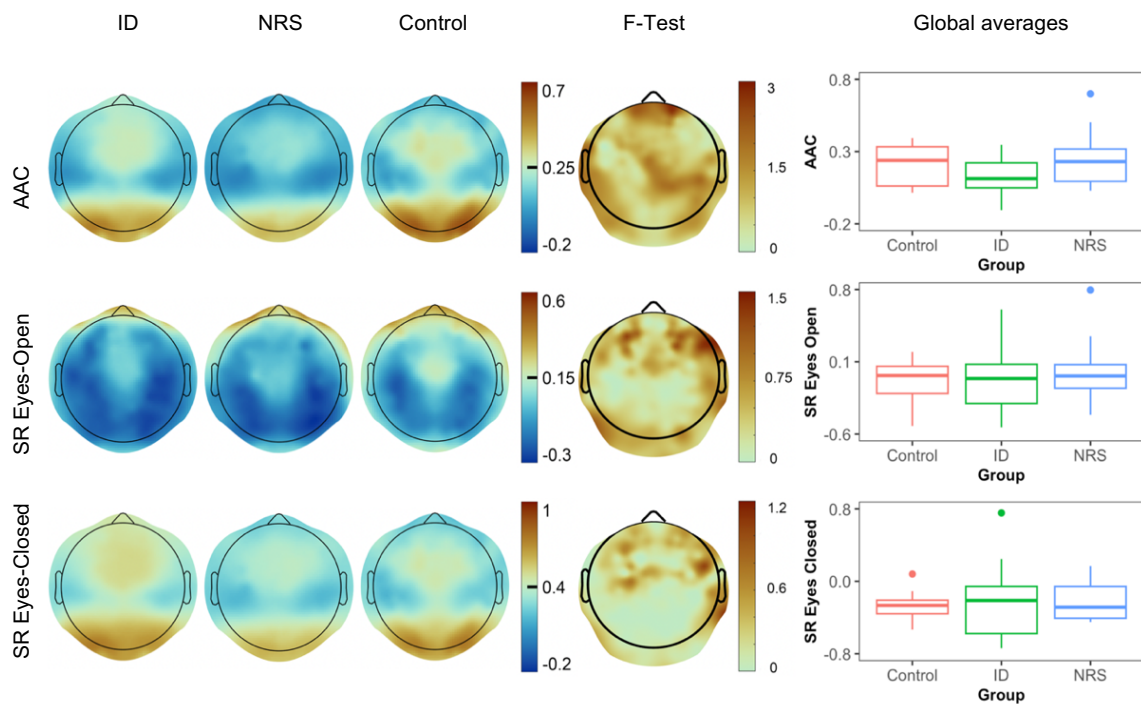 ID NRS Control F-Test Global averages
AAC
0.7
0.25
-0.2
3
1.5
0
AAC
0.8
0.3
-0.2
Control ID NRS
Group
SR Eyes-Open
0.6
0.15
-0.3
1.5
0.75
0
SR Eyes Open
0.8
0.1
-0.6
Control ID NRS
Group
SR Eyes-Closed
1
0.4
-0.2
1.2
0.6
0
SR Eyes Closed
0.8
0.0
-0.8
Control ID NRS
Group